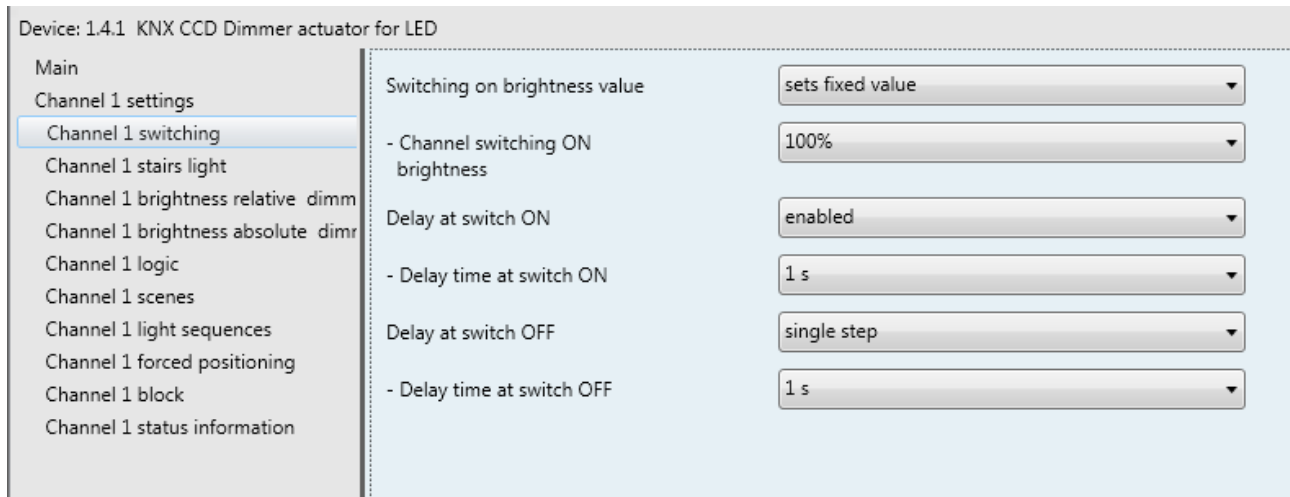 Device: 1.4.1  KNX CCD Dimmer actuator for LED
Main
Channel 1 settings
Channel 1 switching
Channel 1 stairs light
Channel 1 brightness relative  dimm
Channel 1 brightness absolute  dimr
Channel 1 logic
Channel 1 scenes
Channel 1 light sequences
Channel 1 forced positioning
Channel 1 block
Channel 1 status information
Switching on brightness value
sets fixed value
- Channel switching ON
brightness
100%
Delay at switch ON
enabled
- Delay time at switch ON
1 s
Delay at switch OFF
single step
- Delay time at switch OFF
1 s